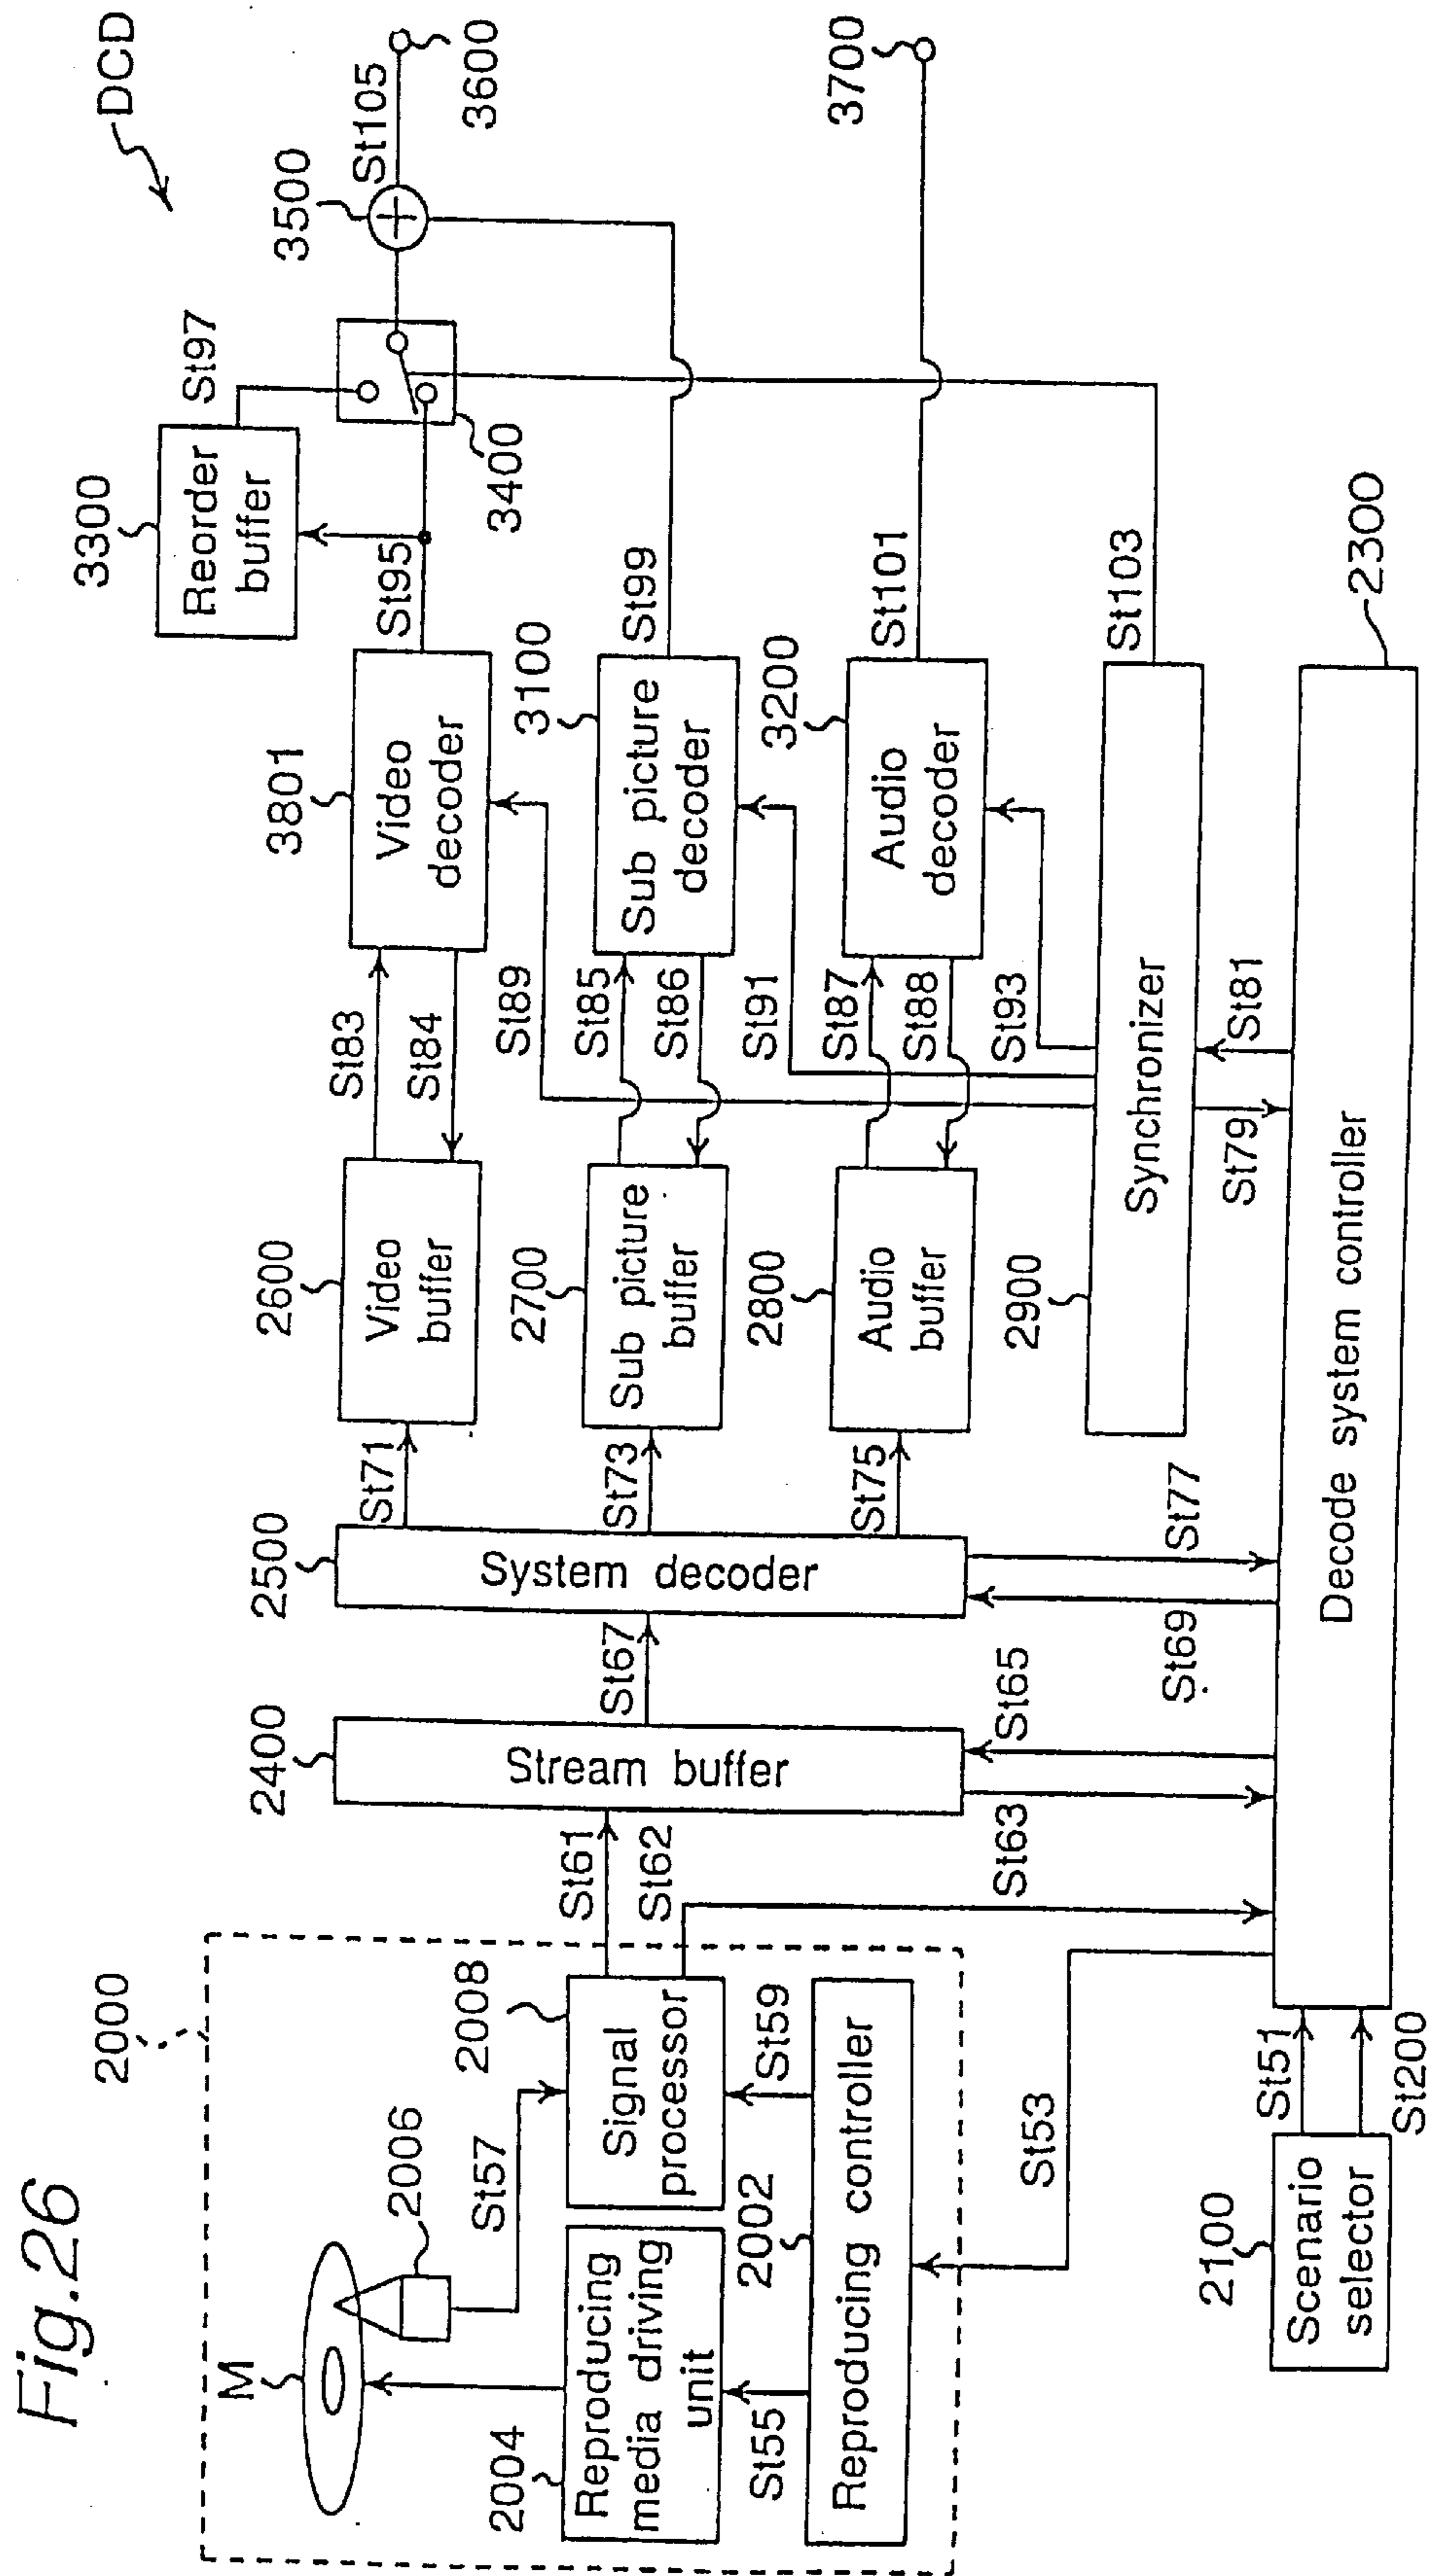 Fig.26
DCD
2000
M
2006
St57
2004
Reproducing
media driving
unit
2008
Signal
processor
St55
2002
St59
Reproducing controller
St53
2100
Scenario
selector
St51
St200
St61
St62
St63
2400
Stream buffer
St65
St67
2500
System decoder
St69
St77
St71
St73
St75
2600
Video
buffer
2700
Sub picture
buffer
2800
Audio
buffer
2900
Synchronizer
St79
St81
Decode system controller
2300
St83
St84
St89
St85
St86
St91
St87
St88
St93
3801
Video
decoder
3100
Sub picture
decoder
3200
Audio
decoder
St95
St99
St101
St103
3300
Reorder
buffer
St97
3400
3500
St105
3600
3700